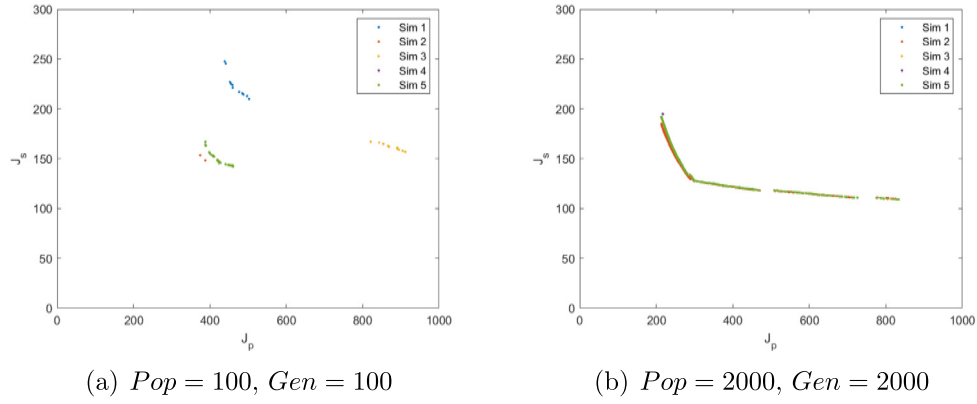 300
250
200
150
100
50
0
J_s
0 200 400 600 800 1000
J_p
Sim 1
Sim 2
Sim 3
Sim 4
Sim 5
(a) Pop = 100, Gen = 100
300
250
200
150
100
50
0
J_s
0 200 400 600 800 1000
J_p
Sim 1
Sim 2
Sim 3
Sim 4
Sim 5
(b) Pop = 2000, Gen = 2000